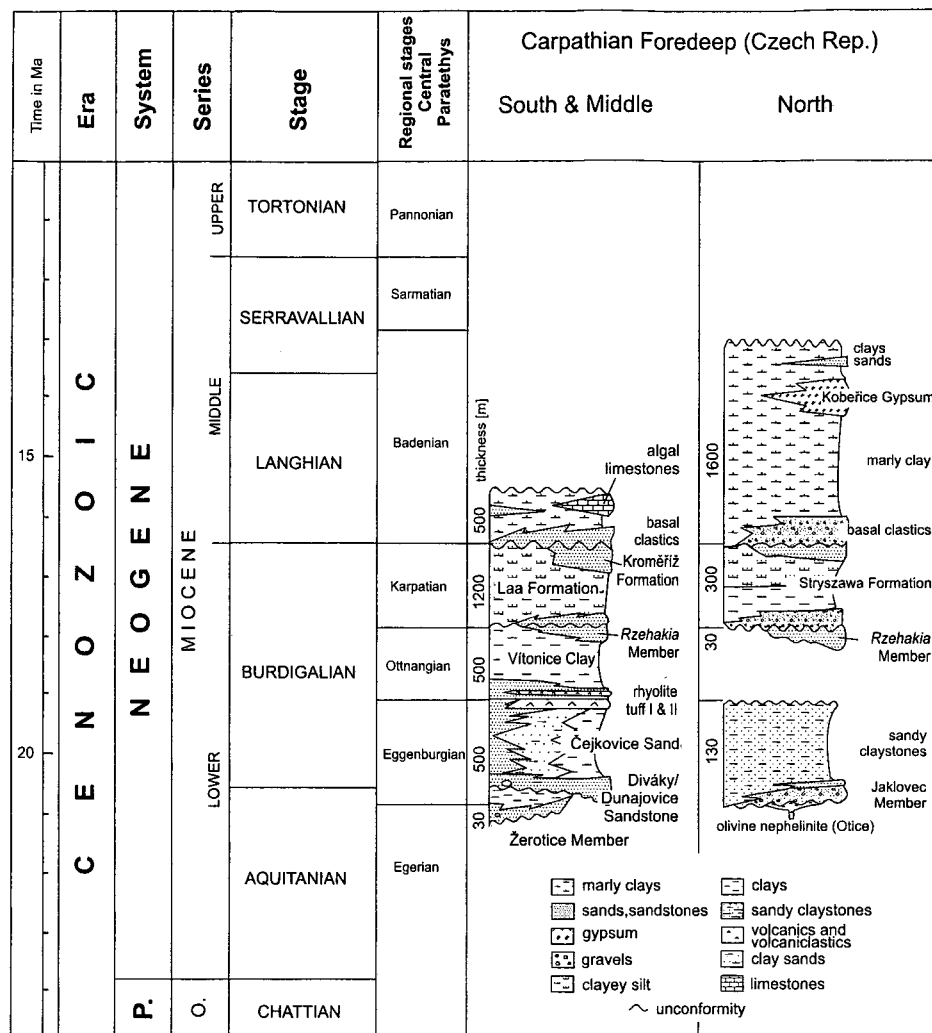 Time in Ma
Era
System
Series
Stage
Regional stages
Central
Paratethys
Carpathian Foredeep (Czech Rep.)
South & Middle
North
15
20
CENOZOIC
NEOGENE
P.
MIOCENE
O.
UPPER
MIDDLE
LOWER
TORTONIAN
SERRAVALLIAN
LANGHIAN
BURDIGALIAN
AQUITANIAN
CHATTIAN
Pannonian
Sarmatian
Badenian
Karpatian
Ottnangian
Eggenburgian
Egerian
thickness [m]
500
1200
500
500
30
algal
limestones
basal
clastics
Kroměříž
Formation
Laa Formation
Rzehakia
Member
Vítonice Clay
rhyolite
tuff I & II
Čejkovice Sand
Diváky/
Dunajovice
Sandstone
Žerotice Member
1600
300
30
130
clays
sands
Kobeřice Gypsum
marly clay
basal clastics
Stryszawa Formation
Rzehakia
Member
sandy
claystones
Jaklovec
Member
olivine nephelinite (Otice)
marly clays
sands,sandstones
gypsum
gravels
clayey silt
clays
sandy claystones
volcanics and
volcaniclastics
clay sands
limestones
unconformity